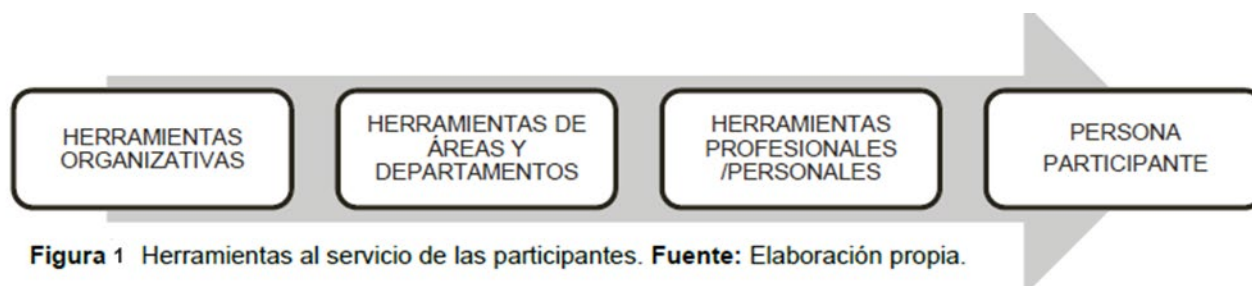 HERRAMIENTAS
ORGANIZATIVAS
HERRAMIENTAS DE
ÁREAS Y
DEPARTAMENTOS
HERRAMIENTAS
PROFESIONALES
/PERSONALES
PERSONA
PARTICIPANTE
Figura 1 Herramientas al servicio de las participantes. Fuente: Elaboración propia.